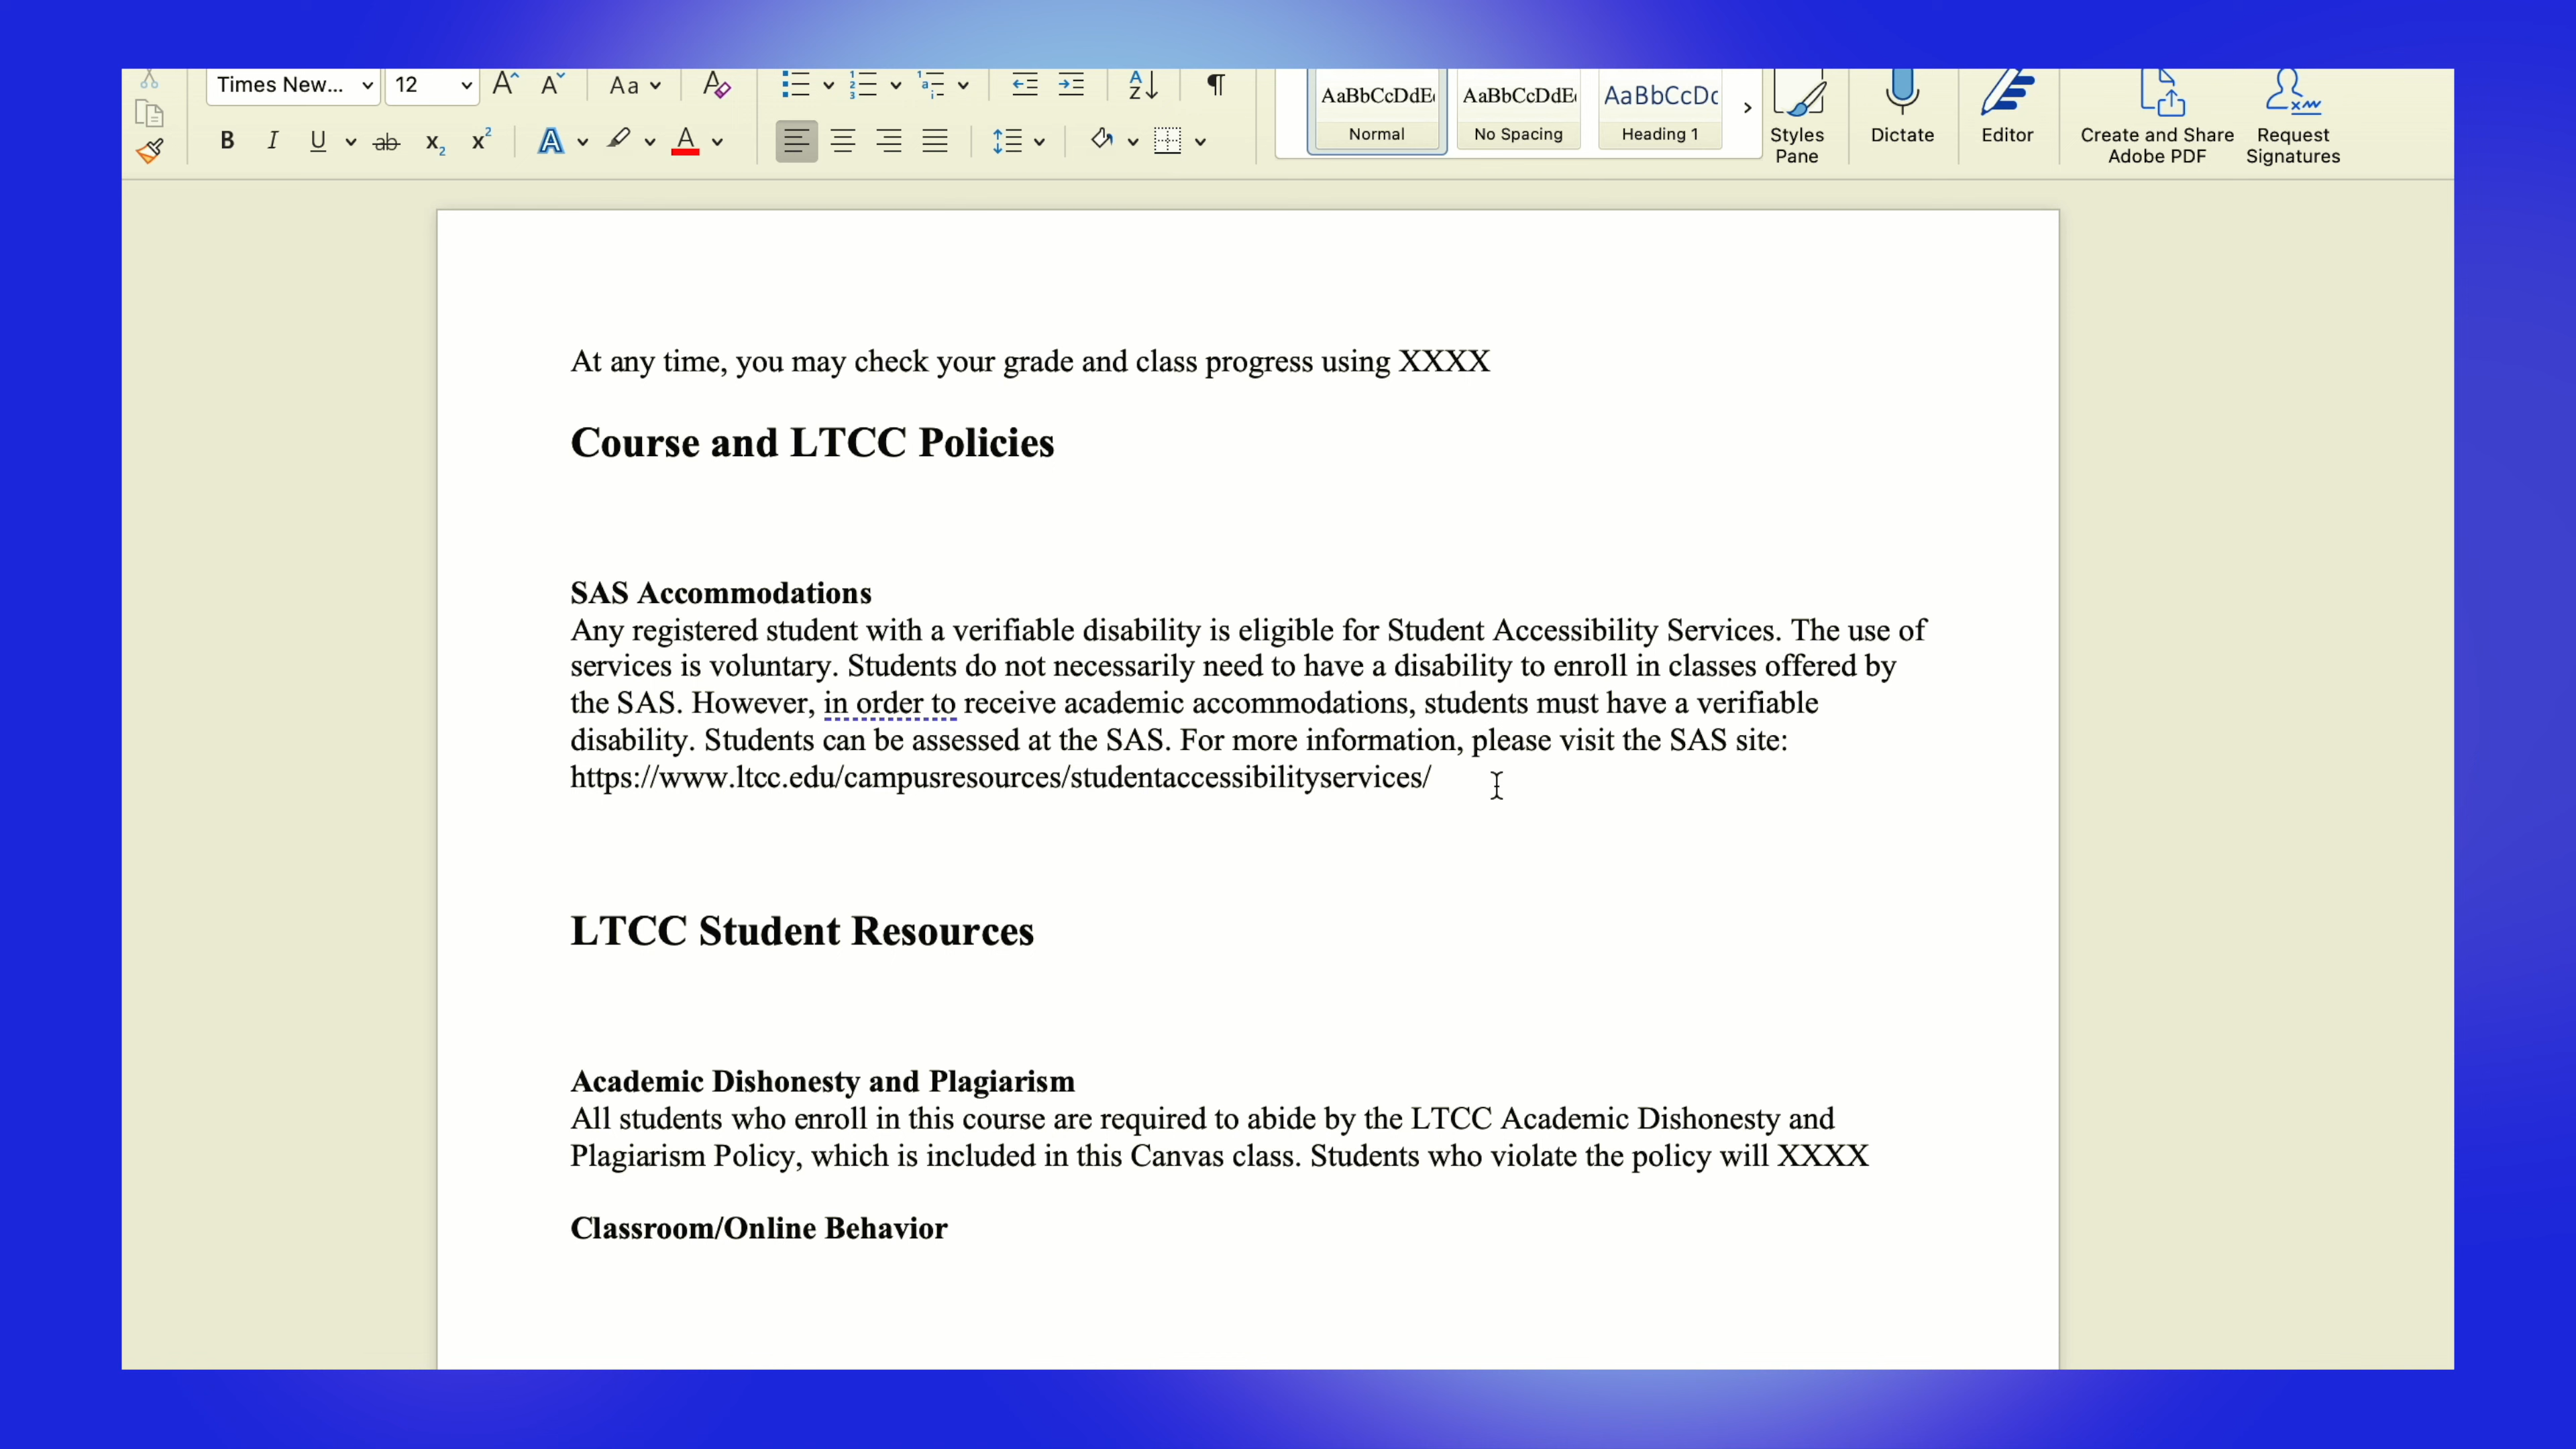 Times New... 12 Aa
AaBbCcDdE AaBbCcDdE AaBbCcDc
Normal No Spacing Heading 1
Styles Pane Dictate Editor Create and Share Adobe PDF Request Signatures
At any time, you may check your grade and class progress using XXXX
Course and LTCC Policies
SAS Accommodations
Any registered student with a verifiable disability is eligible for Student Accessibility Services. The use of
services is voluntary. Students do not necessarily need to have a disability to enroll in classes offered by
the SAS. However, in order to receive academic accommodations, students must have a verifiable
disability. Students can be assessed at the SAS. For more information, please visit the SAS site:
https://www.ltcc.edu/campusresources/studentaccessibilityservices/
LTCC Student Resources
Academic Dishonesty and Plagiarism
All students who enroll in this course are required to abide by the LTCC Academic Dishonesty and
Plagiarism Policy, which is included in this Canvas class. Students who violate the policy will XXXX
Classroom/Online Behavior